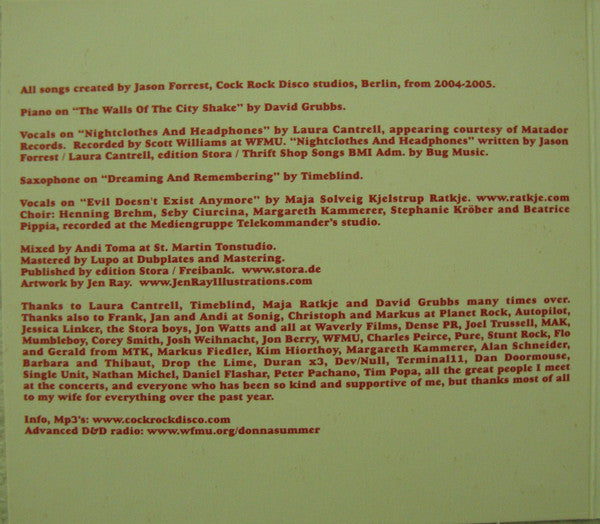 All songs created by Jason Forrest, Cock Rock Disco studios, Berlin, from 2004-2005.
Piano on "The Walls Of The City Shake" by David Grubbs.
Vocals on "Nightclothes And Headphones" by Laura Cantrell, appearing courtesy of Matador
Records. Recorded by Scott Williams at WFMU. "Nightclothes And Headphones" written by Jason
Forrest / Laura Cantrell, edition Stora / Thrift Shop Songs BMI Adm. by Bug Music.
Saxophone on "Dreaming And Remembering" by Timeblind.
Vocals on "Evil Doesn't Exist Anymore" by Maja Solveig Kjelstrup Ratkje. www.ratkje.com
Choir: Henning Brehm, Seby Ciurcina, Margareth Kammerer, Stephanie Kröber and Beatrice
Pippia, recorded at the Mediengruppe Telekommander's studio.
Mixed by Andi Toma at St. Martin Tonstudio.
Mastered by Lupo at Dubplates and Mastering.
Published by edition Stora / Freibank. www.stora.de
Artwork by Jen Ray. www.JenRayIllustrations.com
Thanks to Laura Cantrell, Timeblind, Maja Ratkje and David Grubbs many times over.
Thanks also to Frank, Jan and Andi at Sonig, Christoph and Markus at Planet Rock, Autopilot,
Jessica Linker, the Stora boys, Jon Watts and all at Waverly Films, Dense PR, Joel Trussell, MAK,
Mumbleboy, Corey Smith, Josh Weihnacht, Jon Berry, WFMU, Charles Peirce, Pure, Stunt Rock, Flo
and Gerald from MTK, Markus Fiedler, Kim Hiorthoy, Margareth Kammerer, Alan Schneider,
Barbara and Thibaut, Drop the Lime, Duran x3, Dev/Null, Terminal11, Dan Doormouse,
Single Unit, Nathan Michel, Daniel Flashar, Peter Pachano, Tim Popa, all the great people I meet
at the concerts, and everyone who has been so kind and supportive of me, but thanks most of all
to my wife for everything over the past year.
Info, Mp3's: www.cockrockdisco.com
Advanced D&D radio: www.wfmu.org/donnasummer